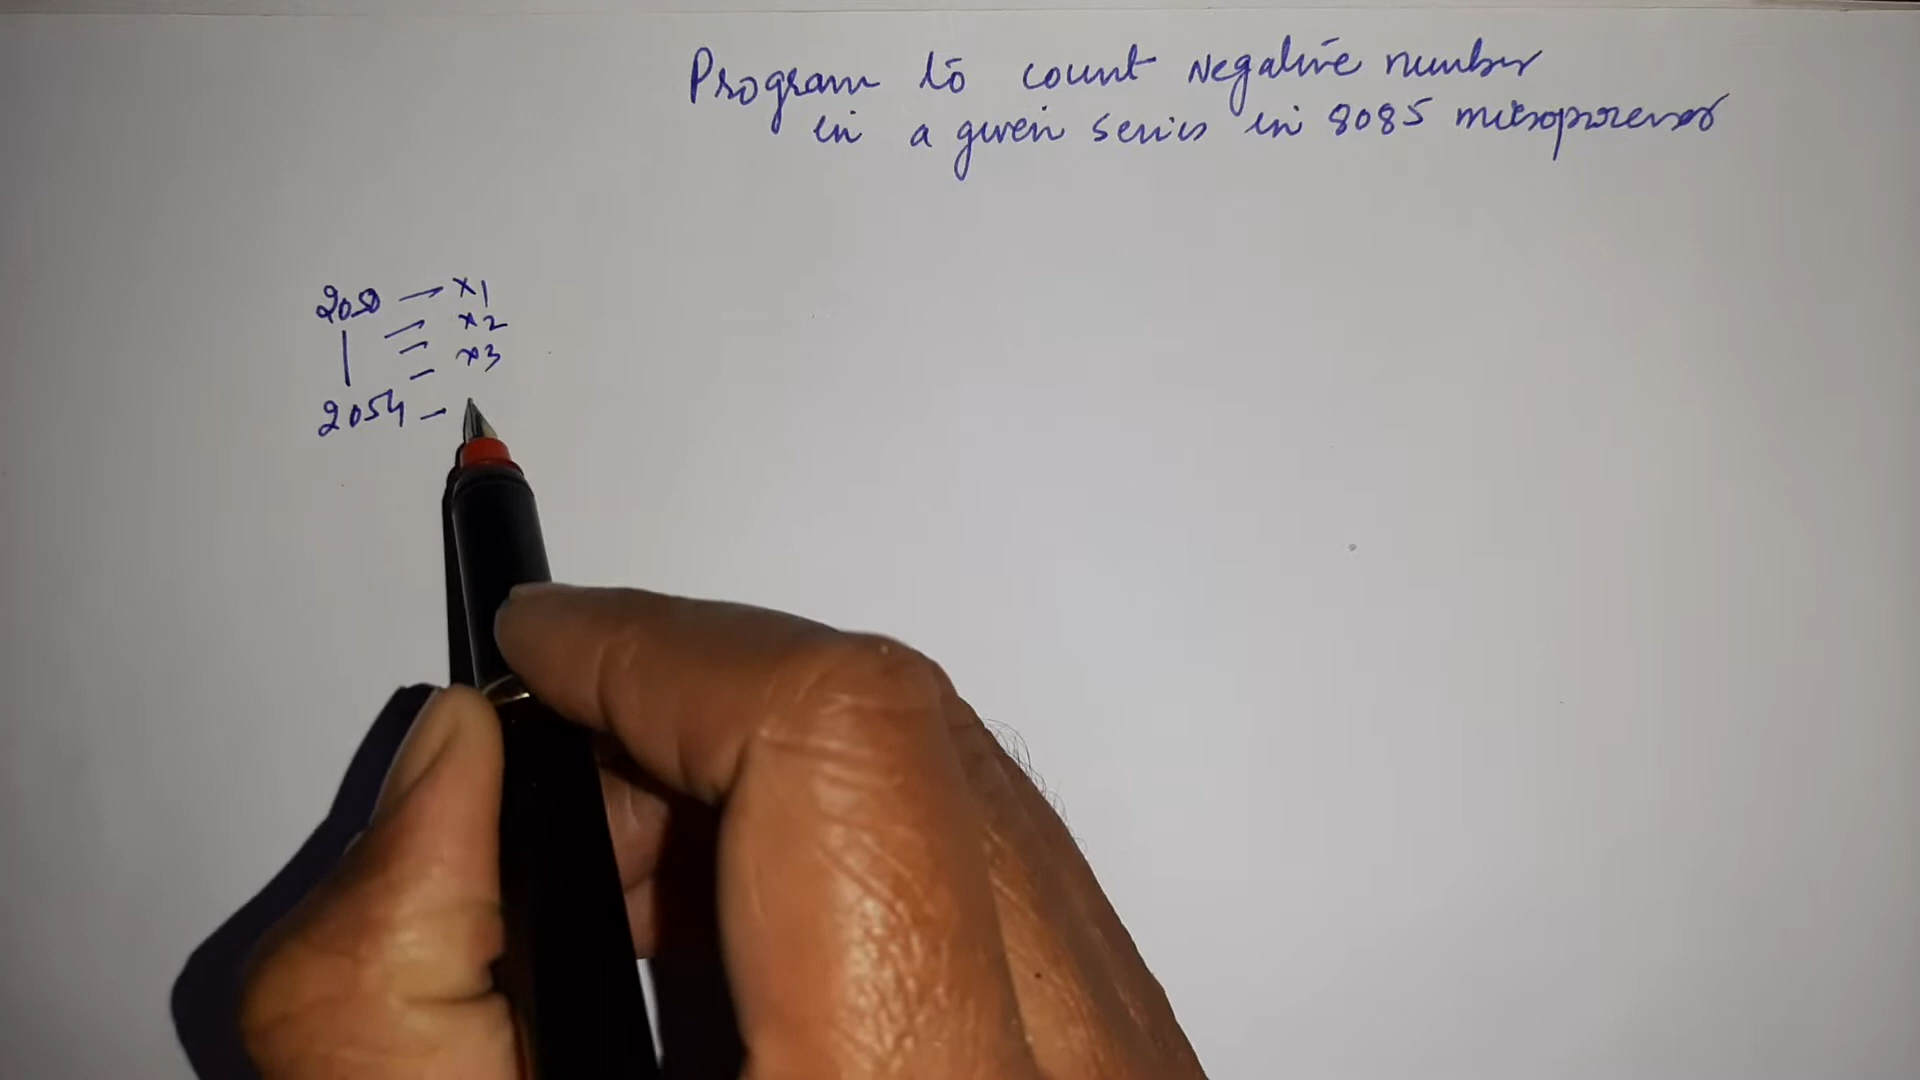 Program to count Negative number
in a given series in 8085 microprocessor
2050 → x1
x2
x3
2054 -